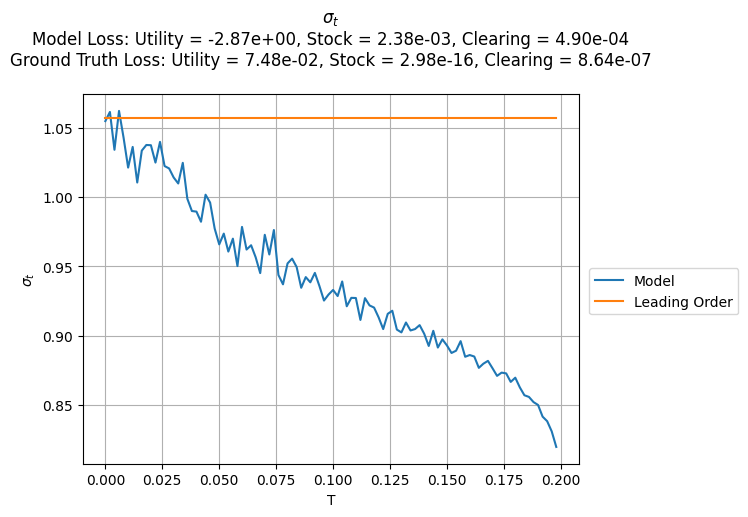 σt
Model Loss: Utility = -2.87e+00, Stock = 2.38e-03, Clearing = 4.90e-04
Ground Truth Loss: Utility = 7.48e-02, Stock = 2.98e-16, Clearing = 8.64e-07
1.05
1.00
0.95
0.90
0.85
σt
0.000 0.025 0.050 0.075 0.100 0.125 0.150 0.175 0.200
T
Model
Leading Order